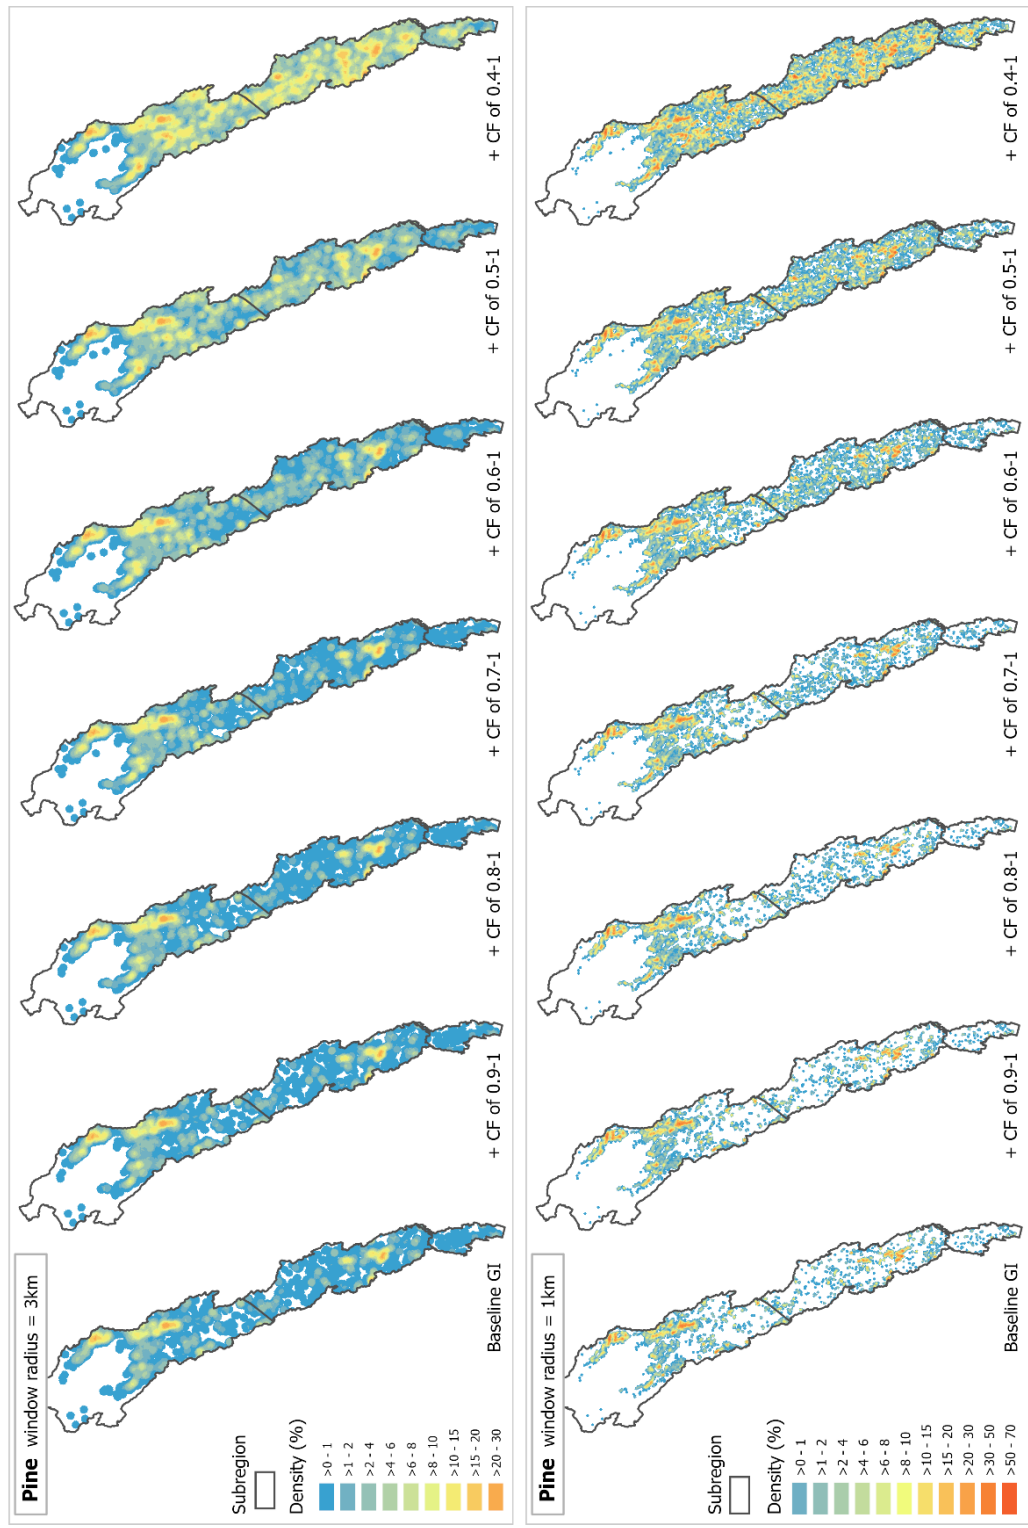 Pine window radius = 3km
Subregion
Density (%)
>0 - 1
>1 - 2
>2 - 4
>4 - 6
>6 - 8
>8 - 10
>10 - 15
>15 - 20
>20 - 30
Baseline GI
+ CF of 0.9-1
+ CF of 0.8-1
+ CF of 0.7-1
+ CF of 0.6-1
+ CF of 0.5-1
+ CF of 0.4-1
Pine window radius = 1km
Subregion
Density (%)
>0 - 1
>1 - 2
>2 - 4
>4 - 6
>6 - 8
>8 - 10
>10 - 15
>15 - 20
>20 - 30
>30 - 50
>50 - 70
Baseline GI
+ CF of 0.9-1
+ CF of 0.8-1
+ CF of 0.7-1
+ CF of 0.6-1
+ CF of 0.5-1
+ CF of 0.4-1